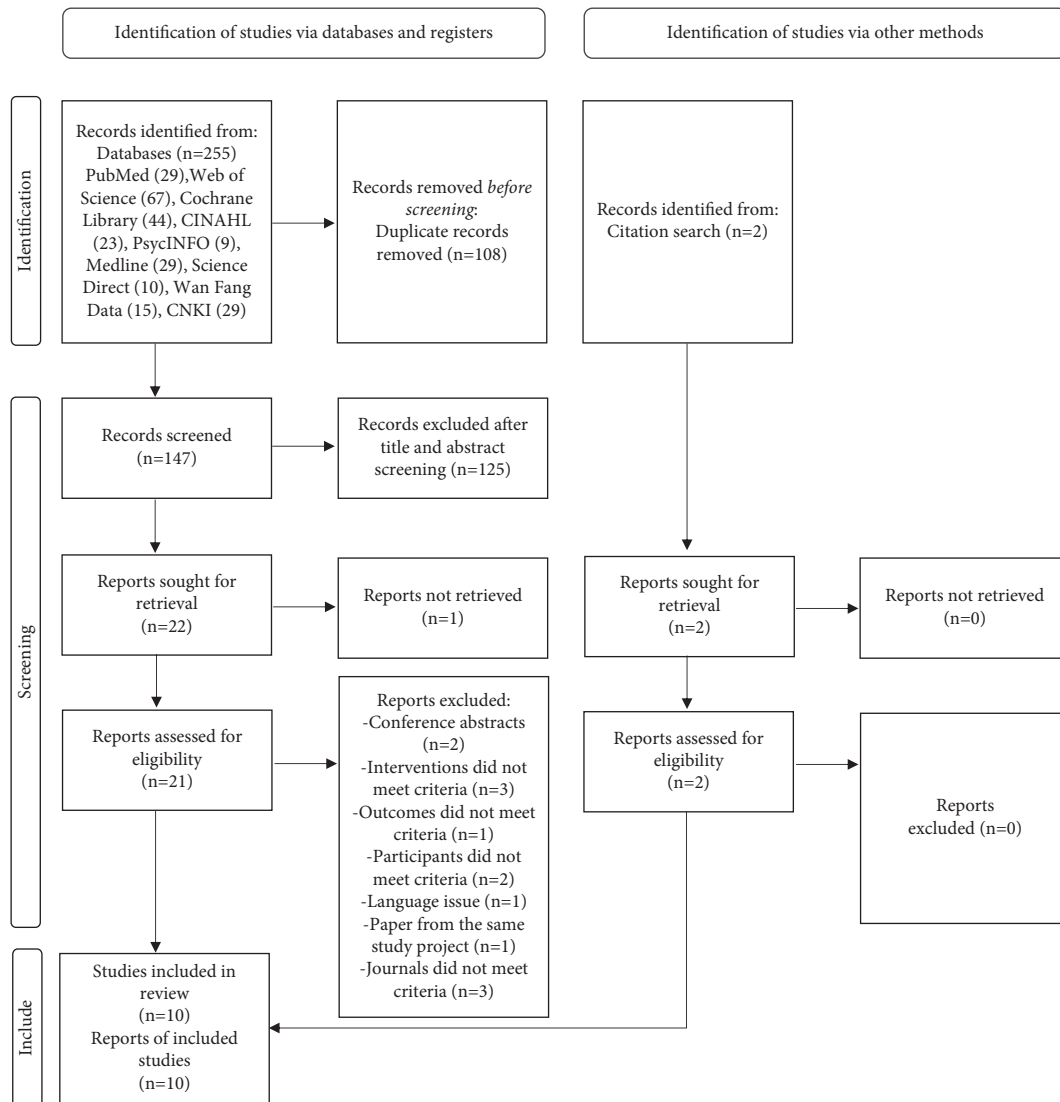 Identification of studies via databases and registers
Identification of studies via other methods
Identification
Records identified from:
Databases (n=255)
PubMed (29),Web of
Science (67), Cochrane
Library (44), CINAHL
(23), PsycINFO (9),
Medline (29), Science
Direct (10), Wan Fang
Data (15), CNKI (29)
Records removed before
screening:
Duplicate records
removed (n=108)
Records identified from:
Citation search (n=2)
Screening
Records screened
(n=147)
Records excluded after
title and abstract
screening (n=125)
Reports sought for
retrieval
(n=22)
Reports not retrieved
(n=1)
Reports sought for
retrieval
(n=2)
Reports not retrieved
(n=0)
Reports assessed for
eligibility
(n=21)
Reports excluded:
-Conference abstracts
(n=2)
-Interventions did not
meet criteria (n=3)
-Outcomes did not meet
criteria (n=1)
-Participants did not
meet criteria (n=2)
-Language issue (n=1)
-Paper from the same
study project (n=1)
-Journals did not meet
criteria (n=3)
Reports assessed for
eligibility
(n=2)
Reports
excluded (n=0)
Include
Studies included in
review
(n=10)
Reports of included
studies
(n=10)